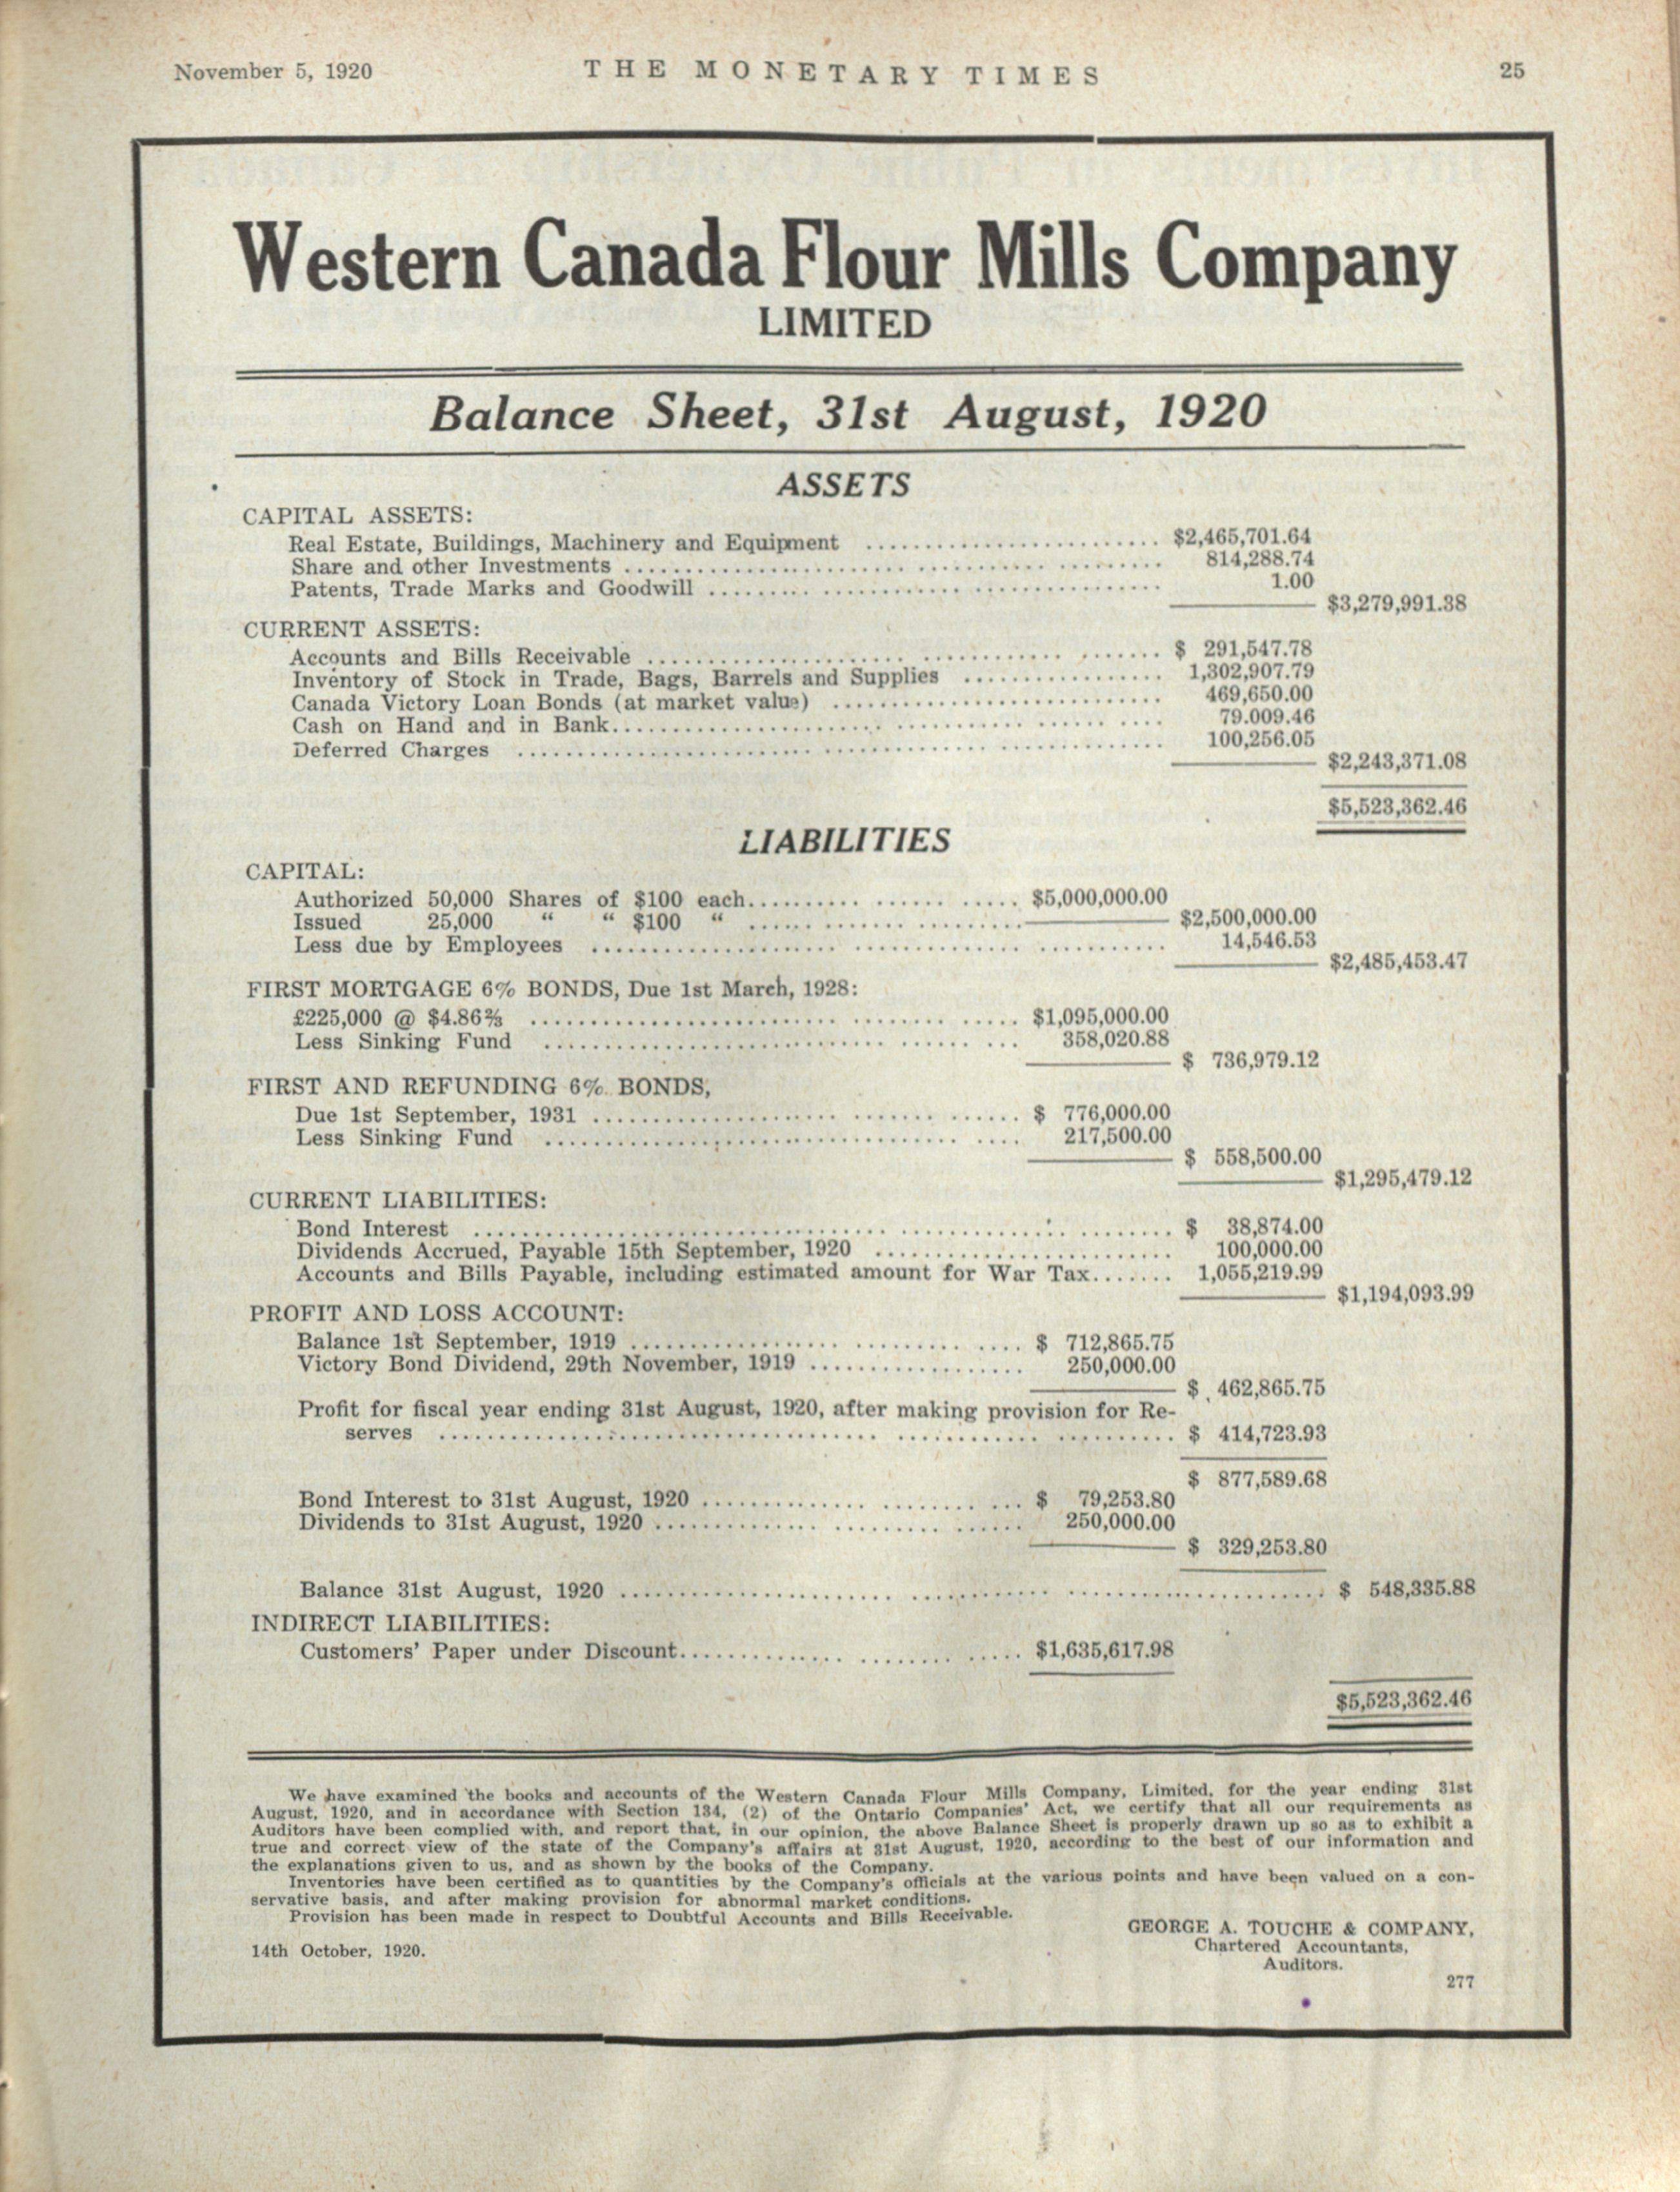 November 5, 1920 THE MONETARY TIMES 25
Western Canada Flour Mills Company
LIMITED
Balance Sheet, 31st August, 1920
ASSETS
CAPITAL ASSETS:
Real Estate, Buildings, Machinery and Equipment ........................ $2,465,701.64
Share and other Investments ........................ 814,288.74
Patents, Trade Marks and Goodwill ........................ 1.00
$3,279,991.38
CURRENT ASSETS:
Accounts and Bills Receivable ........................ $ 291,547.78
Inventory of Stock in Trade, Bags, Barrels and Supplies ................ 1,302,907.79
Canada Victory Loan Bonds (at market value) ........................ 469,650.00
Cash on Hand and in Bank........................ 79.009.46
Deferred Charges ........................ 100,256.05
$2,243,371.08
$5,523,362.46
LIABILITIES
CAPITAL:
Authorized 50,000 Shares of $100 each........................ $5,000,000.00
Issued 25,000 “ “ $100 “ ........................ $2,500,000.00
Less due by Employees ........................ 14,546.53
$2,485,453.47
FIRST MORTGAGE 6% BONDS, Due 1st March, 1928:
£225,000 @ $4.86⅔ ........................ $1,095,000.00
Less Sinking Fund ........................ 358,020.88
$ 736,979.12
FIRST AND REFUNDING 6% BONDS,
Due 1st September, 1931 ........................ $ 776,000.00
Less Sinking Fund ........................ 217,500.00
$ 558,500.00
$1,295,479.12
CURRENT LIABILITIES:
Bond Interest ........................ $ 38,874.00
Dividends Accrued, Payable 15th September, 1920 ........................ 100,000.00
Accounts and Bills Payable, including estimated amount for War Tax....... 1,055,219.99
$1,194,093.99
PROFIT AND LOSS ACCOUNT:
Balance 1st September, 1919 ........................ $ 712,865.75
Victory Bond Dividend, 29th November, 1919 .................. 250,000.00
$ 462,865.75
Profit for fiscal year ending 31st August, 1920, after making provision for Re-
serves ........................ $ 414,723.93
$ 877,589.68
Bond Interest to 31st August, 1920 ........................ $ 79,253.80
Dividends to 31st August, 1920 ........................ 250,000.00
$ 329,253.80
Balance 31st August, 1920 ........................ $ 548,335.88
INDIRECT LIABILITIES:
Customers’ Paper under Discount........................ $1,635,617.98
$5,523,362.46
We have examined the books and accounts of the Western Canada Flour Mills Company, Limited, for the year ending 31st
August, 1920, and in accordance with Section 134, (2) of the Ontario Companies’ Act, we certify that all our requirements as
Auditors have been complied with, and report that, in our opinion, the above Balance Sheet is properly drawn up so as to exhibit a
true and correct view of the state of the Company’s affairs at 31st August, 1920, according to the best of our information and
the explanations given to us, and as shown by the books of the Company.
Inventories have been certified as to quantities by the Company’s officials at the various points and have been valued on a con-
servative basis, and after making provision for abnormal market conditions.
Provision has been made in respect to Doubtful Accounts and Bills Receivable.
GEORGE A. TOUCHE & COMPANY,
14th October, 1920. Chartered Accountants,
Auditors.
277